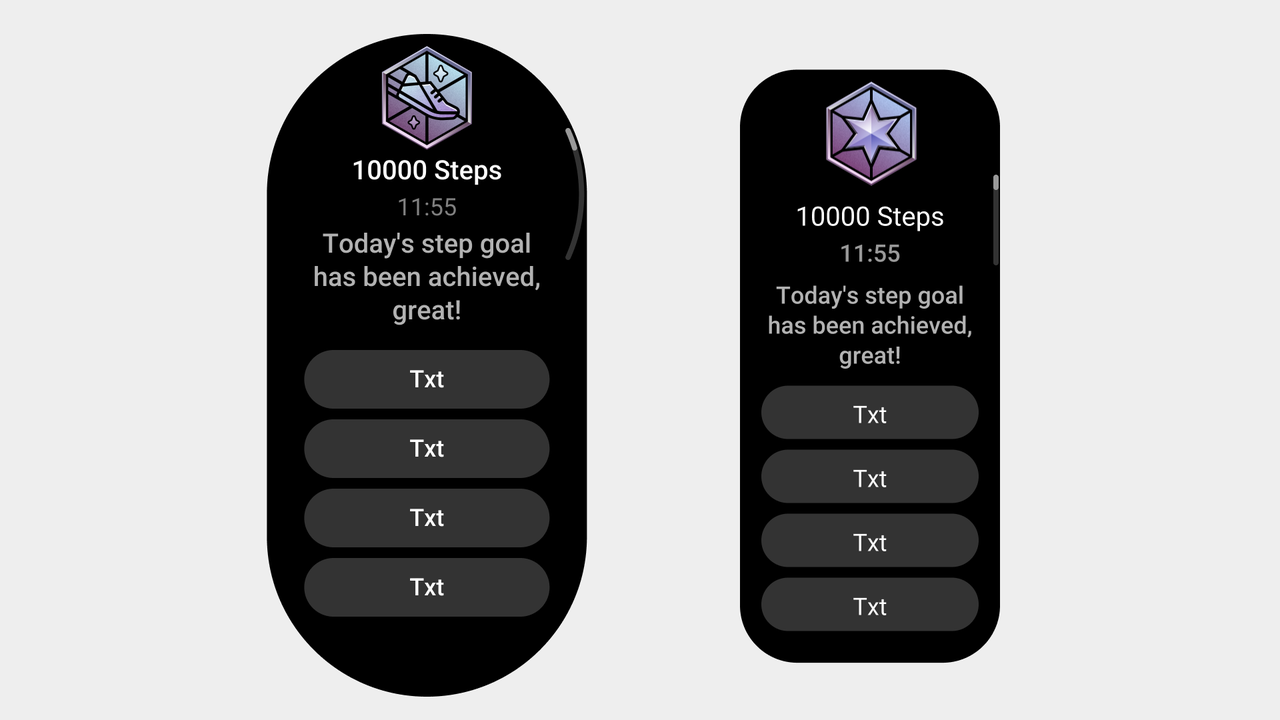 10000 Steps
11:55
Today's step goal
has been achieved,
great!
Txt
Txt
Txt
Txt
10000 Steps
11:55
Today's step goal
has been achieved,
great!
Txt
Txt
Txt
Txt